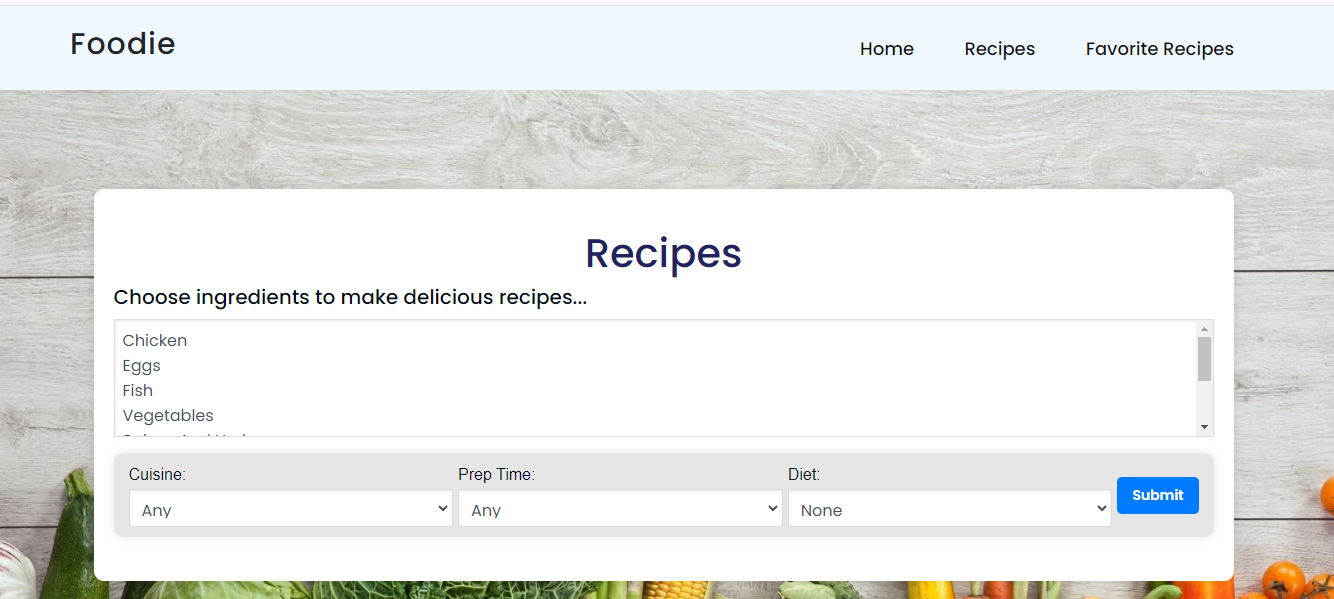 Foodie
Home Recipes Favorite Recipes
Recipes
Choose ingredients to make delicious recipes...
Chicken
Eggs
Fish
Vegetables
Cuisine: Prep Time: Diet:
Any Any None Submit